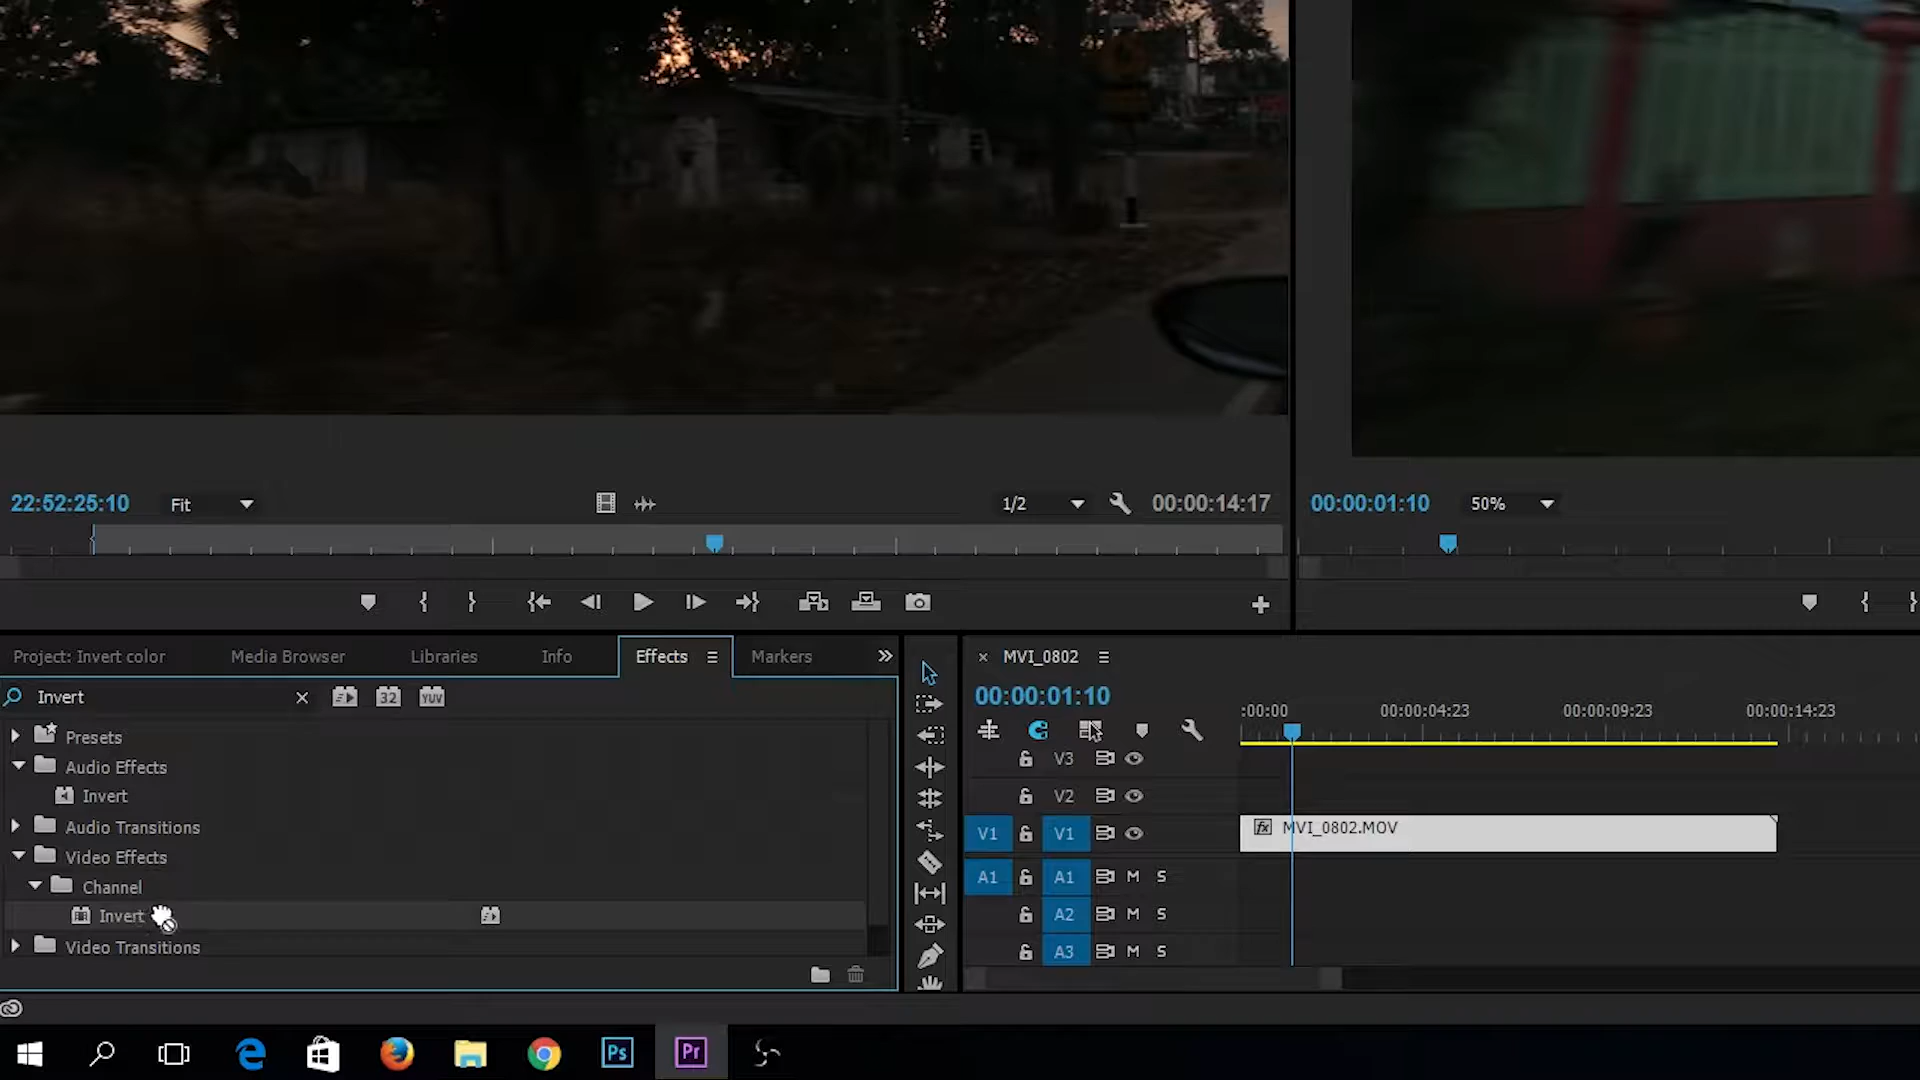 22:52:25:10 Fit 1/2 00:00:14:17
00:00:01:10 50%
Project: Invert color Media Browser Libraries Info Effects Markers
Invert 32 YUV
Presets
Audio Effects
Invert
Audio Transitions
Video Effects
Channel
Invert
Video Transitions
MVI_0802
00:00:01:10
:00:00 00:00:04:23 00:00:09:23 00:00:14:23
V3
V2
V1 V1 fx MVI_0802.MOV
A1 A1 M S
A2 M S
A3 M S
Ps Pr